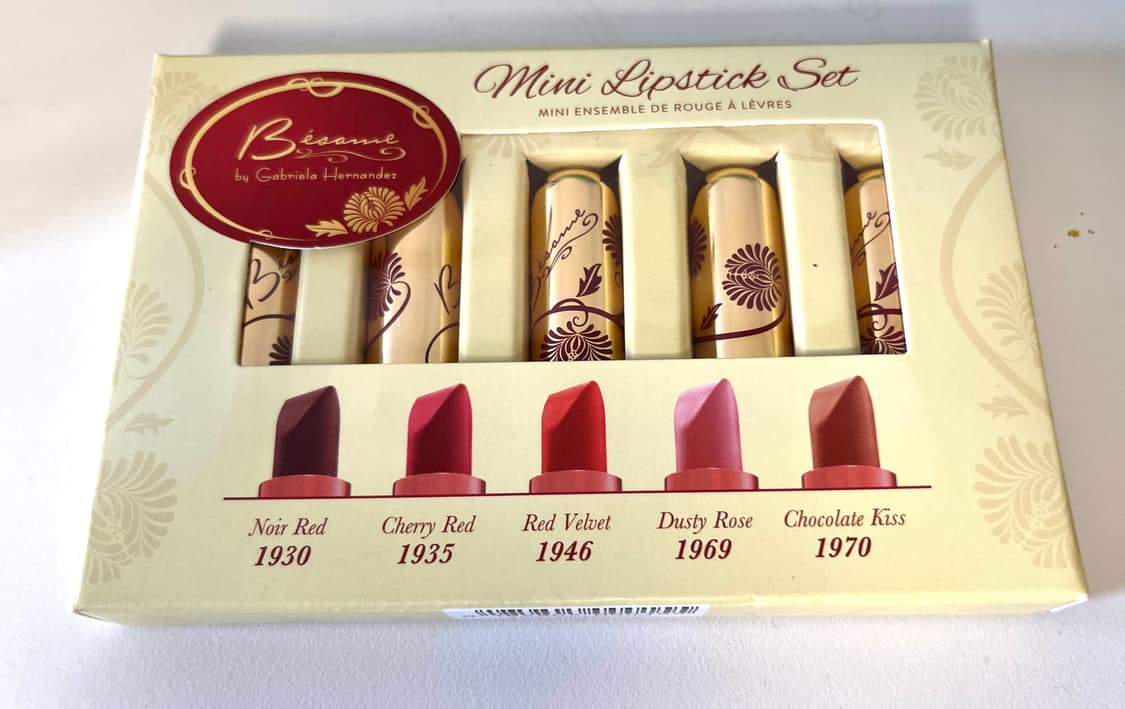 Mini Lipstick Set
MINI ENSEMBLE DE ROUGE À LÈVRES
Bésame
by Gabriela Hernandez
Bésame
Noir Red
Cherry Red
Red Velvet
Dusty Rose
Chocolate Kiss
1930
1935
1946
1969
1970